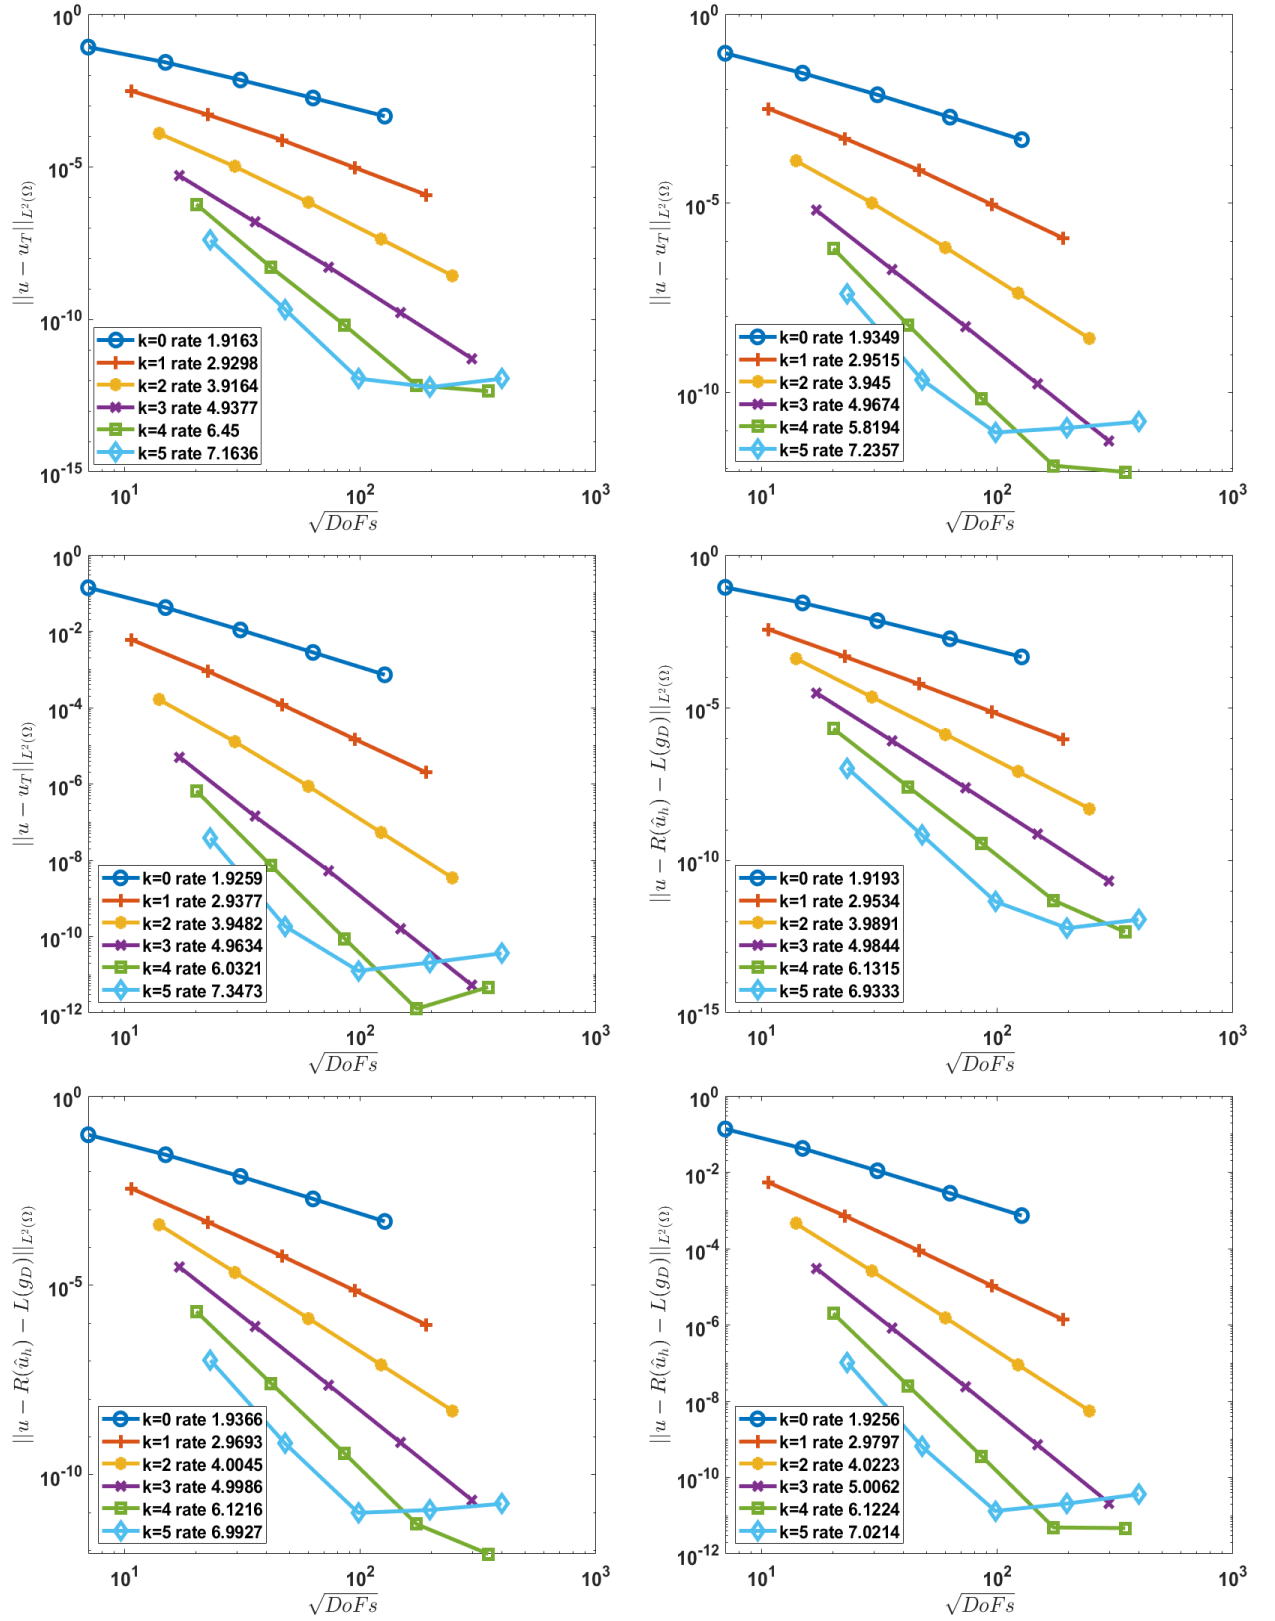 10^0
10^-5
10^-10
10^-15
||u − u_T||_{L^2(Ω)}
k=0 rate 1.9163
k=1 rate 2.9298
k=2 rate 3.9164
k=3 rate 4.9377
k=4 rate 6.45
k=5 rate 7.1636
10^1 10^2 10^3
√DoFs
10^0
10^-5
10^-10
||u − u_T||_{L^2(Ω)}
k=0 rate 1.9349
k=1 rate 2.9515
k=2 rate 3.945
k=3 rate 4.9674
k=4 rate 5.8194
k=5 rate 7.2357
10^1 10^2 10^3
√DoFs
10^0
10^-2
10^-4
10^-6
10^-8
10^-10
10^-12
||u − u_T||_{L^2(Ω)}
k=0 rate 1.9259
k=1 rate 2.9377
k=2 rate 3.9482
k=3 rate 4.9634
k=4 rate 6.0321
k=5 rate 7.3473
10^1 10^2 10^3
√DoFs
10^0
10^-5
10^-10
10^-15
||u − R(û_h) − L(g_D)||_{L^2(Ω)}
k=0 rate 1.9193
k=1 rate 2.9534
k=2 rate 3.9891
k=3 rate 4.9844
k=4 rate 6.1315
k=5 rate 6.9333
10^1 10^2 10^3
√DoFs
10^0
10^-5
10^-10
||u − R(û_h) − L(g_D)||_{L^2(Ω)}
k=0 rate 1.9366
k=1 rate 2.9693
k=2 rate 4.0045
k=3 rate 4.9986
k=4 rate 6.1216
k=5 rate 6.9927
10^1 10^2 10^3
√DoFs
10^0
10^-2
10^-4
10^-6
10^-8
10^-10
10^-12
||u − R(û_h) − L(g_D)||_{L^2(Ω)}
k=0 rate 1.9256
k=1 rate 2.9797
k=2 rate 4.0223
k=3 rate 5.0062
k=4 rate 6.1224
k=5 rate 7.0214
10^1 10^2 10^3
√DoFs